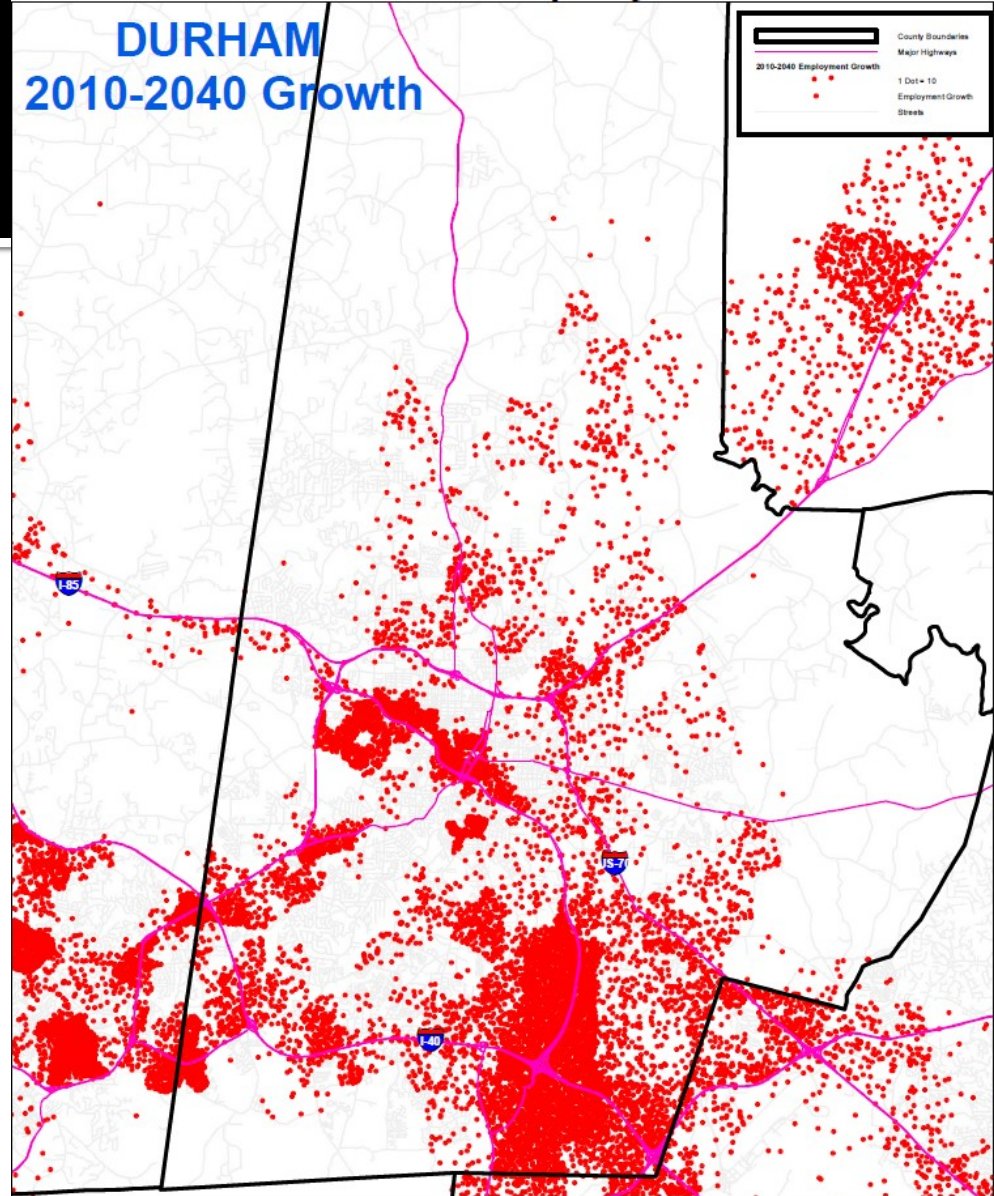 DURHAM
2010-2040 Growth
County Boundaries
Major Highways
2010-2040 Employment Growth
1 Dot = 10
Employment Growth
Streets
I-85
US-70
I-40